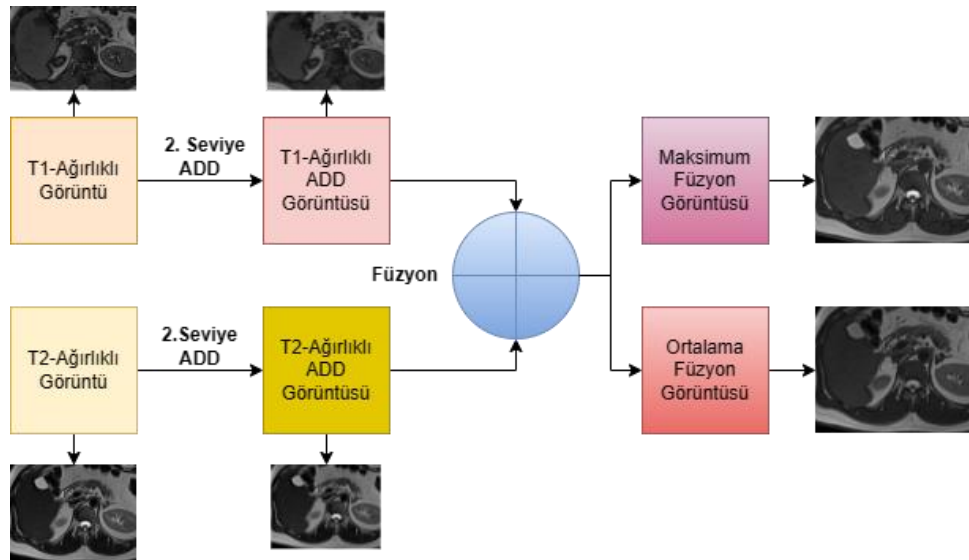 T1-Ağırlıklı
Görüntü
2. Seviye
ADD
T1-Ağırlıklı
ADD
Görüntüsü
Maksimum
Füzyon
Görüntüsü
Füzyon
T2-Ağırlıklı
Görüntü
2.Seviye
ADD
T2-Ağırlıklı
ADD
Görüntüsü
Ortalama
Füzyon
Görüntüsü